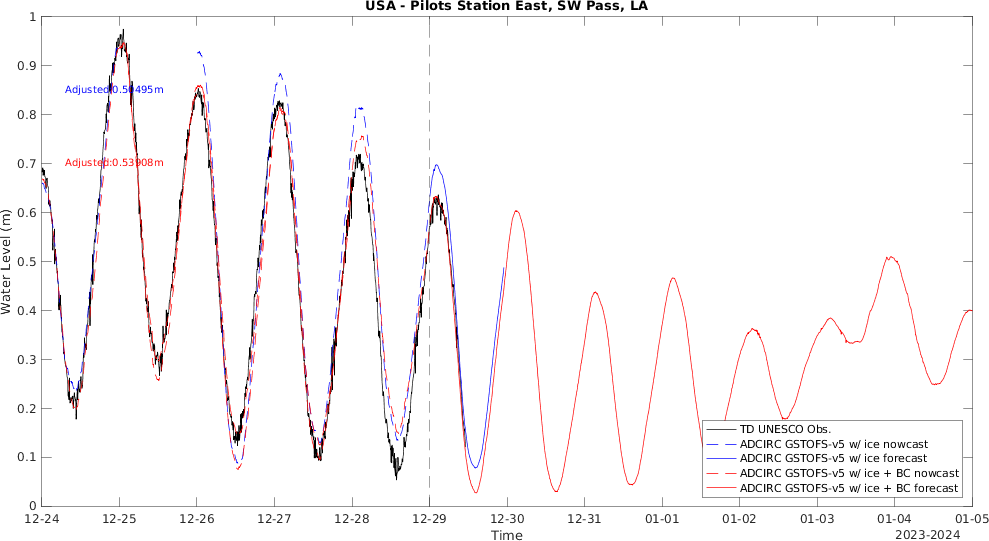 USA - Pilots Station East, SW Pass, LA
1
0.9
0.8
0.7
0.6
0.5
0.4
0.3
0.2
0.1
0
Water Level (m)
Adjusted:0.50495m
Adjusted:0.53908m
TD UNESCO Obs.
ADCIRC GSTOFS-v5 w/ ice nowcast
ADCIRC GSTOFS-v5 w/ ice forecast
ADCIRC GSTOFS-v5 w/ ice + BC nowcast
ADCIRC GSTOFS-v5 w/ ice + BC forecast
12-24 12-25 12-26 12-27 12-28 12-29 12-30 12-31 01-01 01-02 01-03 01-04 01-05
Time
2023-2024